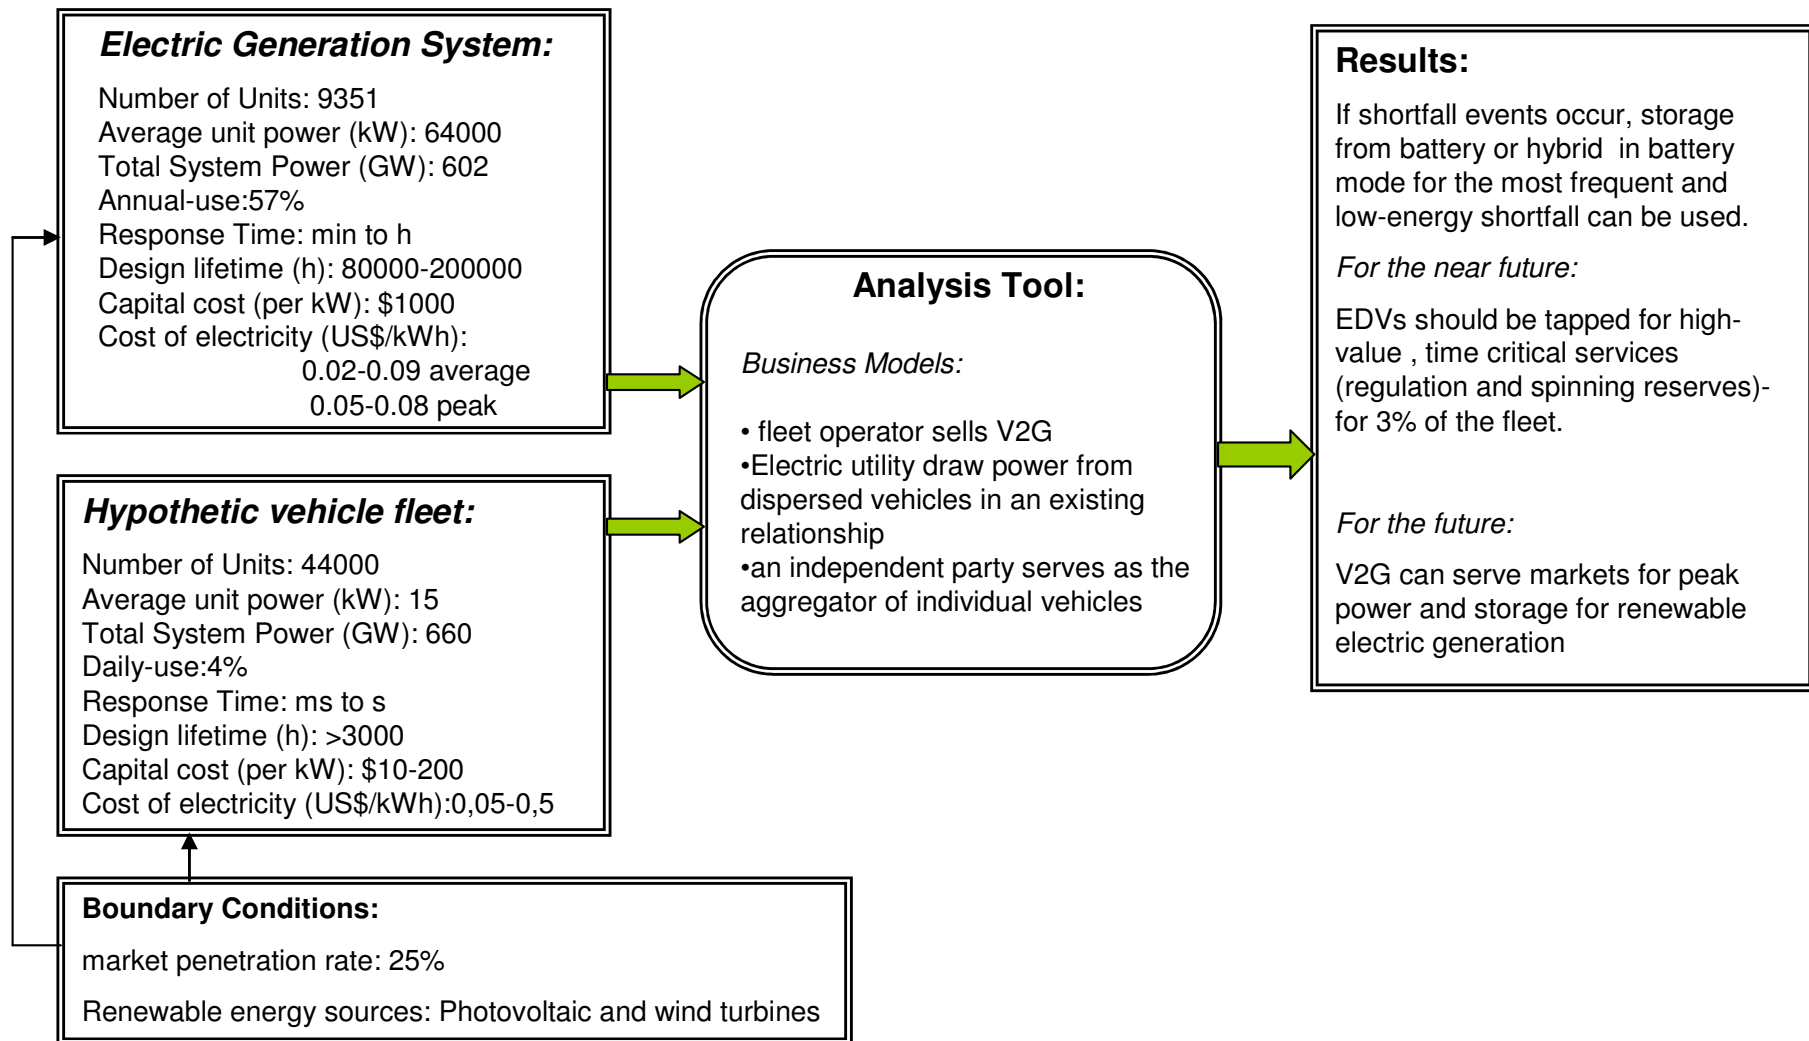 Electric Generation System:
Number of Units: 9351
Average unit power (kW): 64000
Total System Power (GW): 602
Annual-use:57%
Response Time: min to h
Design lifetime (h): 80000-200000
Capital cost (per kW): $1000
Cost of electricity (US$/kWh):
0.02-0.09 average
0.05-0.08 peak
Hypothetic vehicle fleet:
Number of Units: 44000
Average unit power (kW): 15
Total System Power (GW): 660
Daily-use:4%
Response Time: ms to s
Design lifetime (h): >3000
Capital cost (per kW): $10-200
Cost of electricity (US$/kWh):0,05-0,5
Boundary Conditions:
market penetration rate: 25%
Renewable energy sources: Photovoltaic and wind turbines
Analysis Tool:
Business Models:
• fleet operator sells V2G
•Electric utility draw power from
dispersed vehicles in an existing
relationship
•an independent party serves as the
aggregator of individual vehicles
Results:
If shortfall events occur, storage
from battery or hybrid in battery
mode for the most frequent and
low-energy shortfall can be used.
For the near future:
EDVs should be tapped for high-
value , time critical services
(regulation and spinning reserves)-
for 3% of the fleet.
For the future:
V2G can serve markets for peak
power and storage for renewable
electric generation